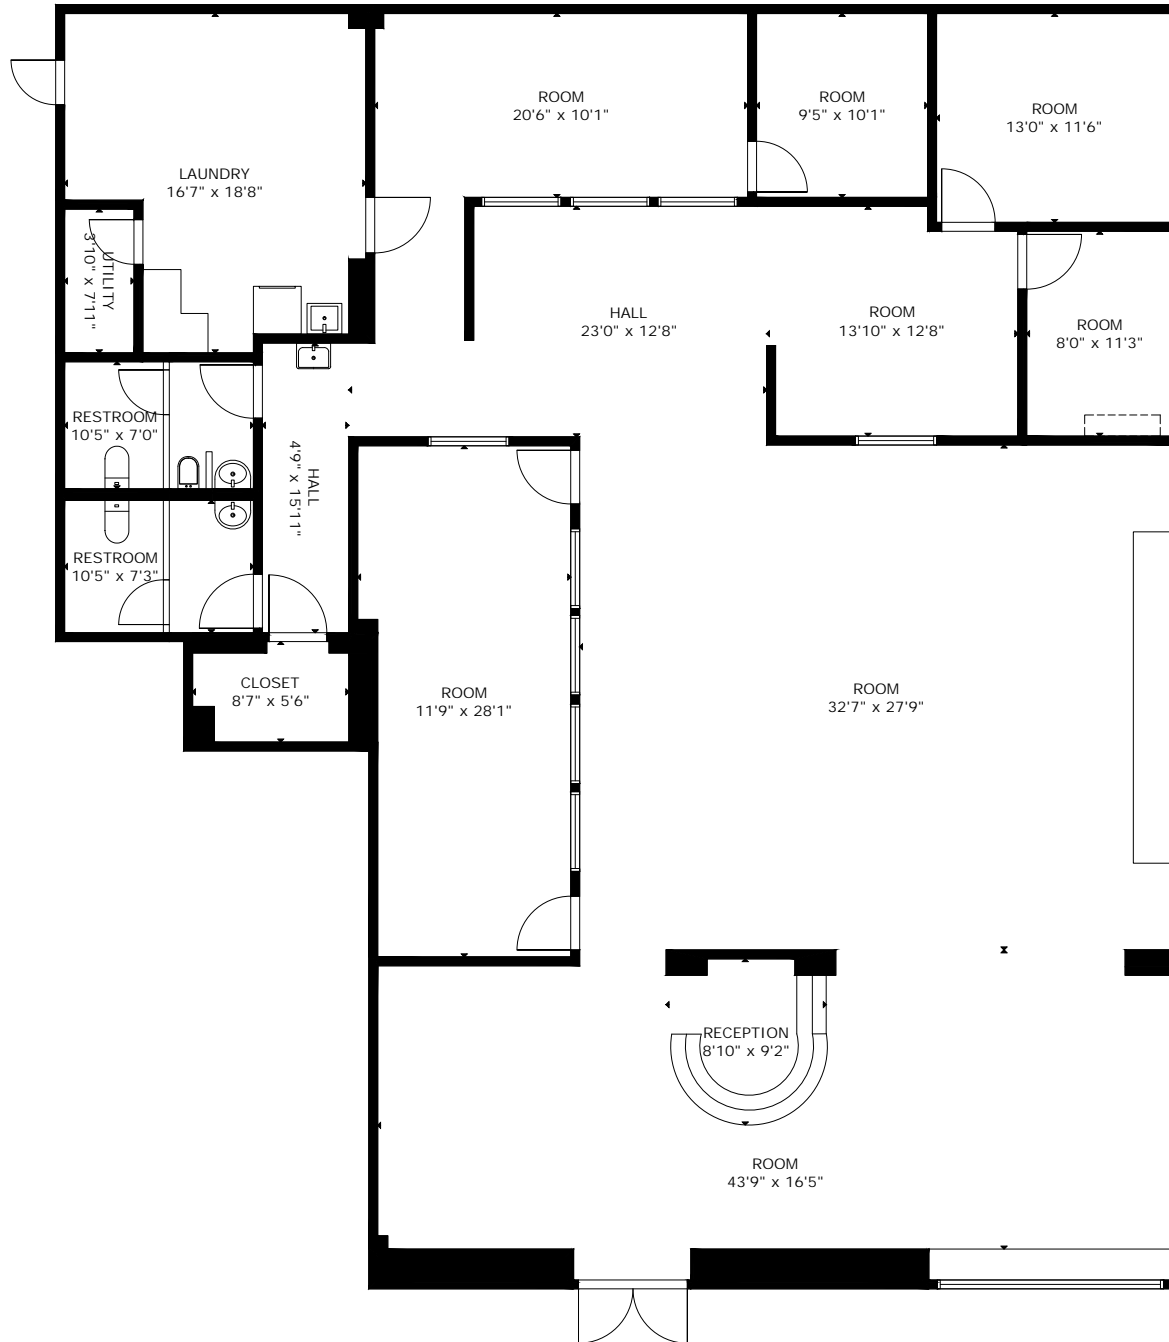 ROOM
20'6" x 10'1"
ROOM
9'5" x 10'1"
ROOM
13'0" x 11'6"
LAUNDRY
16'7" x 18'8"
UTILITY
3'10" x 7'11"
HALL
23'0" x 12'8"
ROOM
13'10" x 12'8"
ROOM
8'0" x 11'3"
RESTROOM
10'5" x 7'0"
HALL
4'9" x 15'11"
RESTROOM
10'5" x 7'3"
CLOSET
8'7" x 5'6"
ROOM
11'9" x 28'1"
ROOM
32'7" x 27'9"
RECEPTION
8'10" x 9'2"
ROOM
43'9" x 16'5"